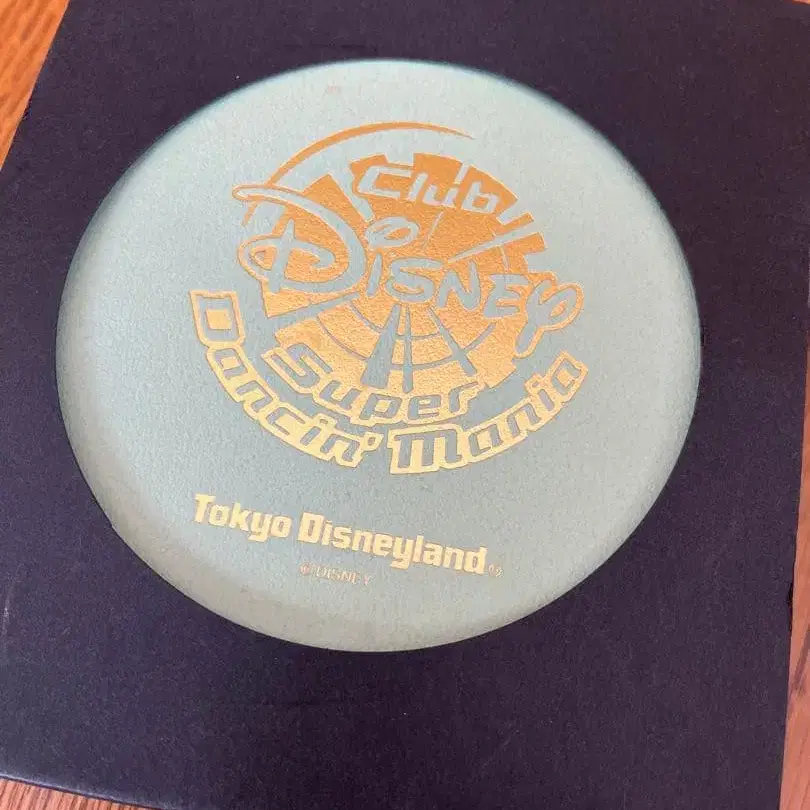 Club
DISNEY
Super
Dancin' Mania
Tokyo Disneyland®
© DISNEY